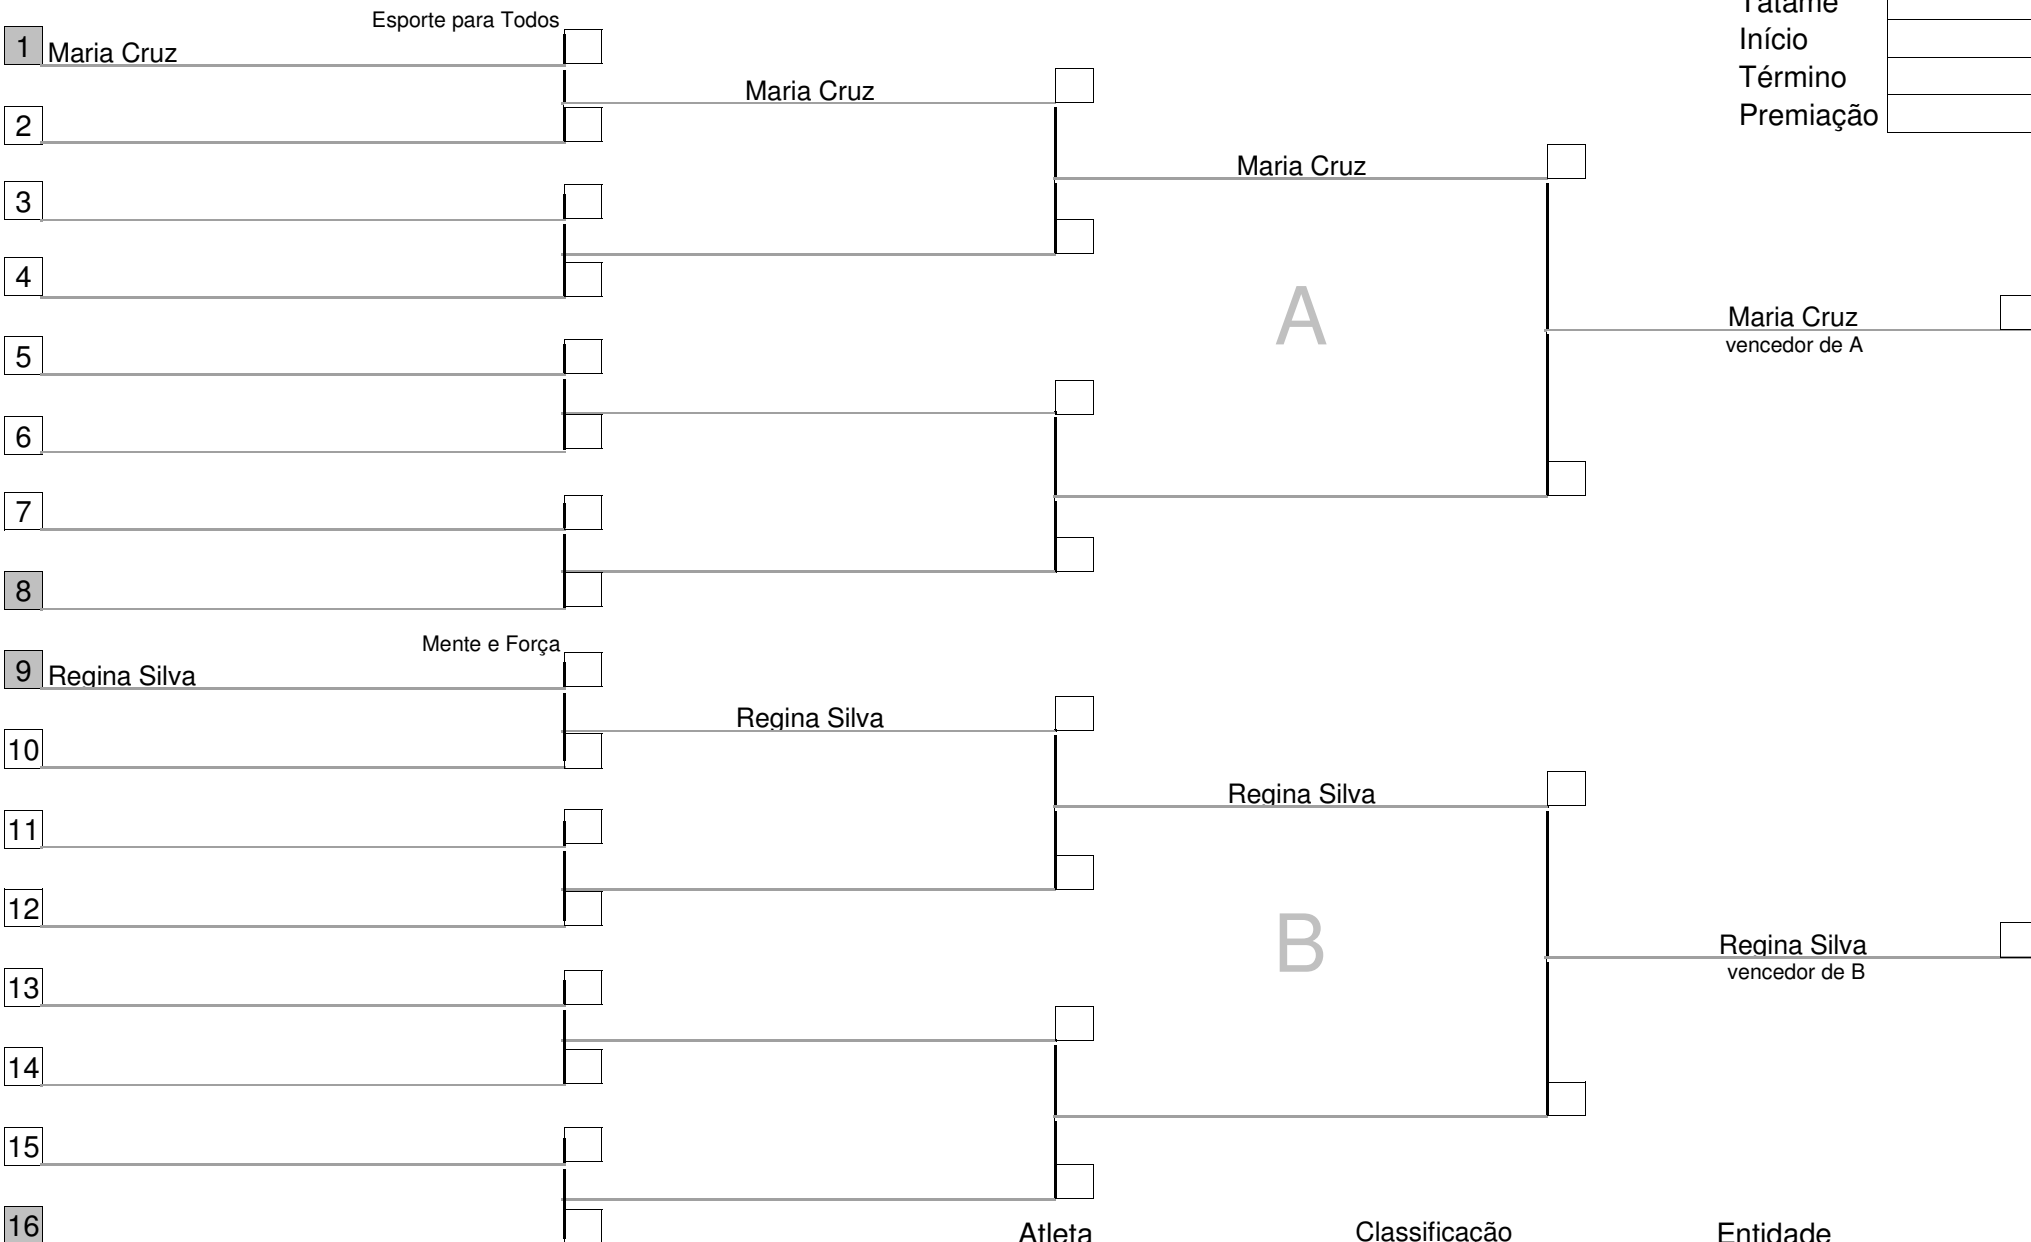 Tatame
Esporte para Todos
1 Maria Cruz
Início
Término
Maria Cruz
Premiação
2
Maria Cruz
3
4
A
Maria Cruz
vencedor de A
5
6
7
8
Mente e Força
9 Regina Silva
Regina Silva
10
Regina Silva
11
12
B
Regina Silva
vencedor de B
13
14
15
16
Atleta Classificação Entidade